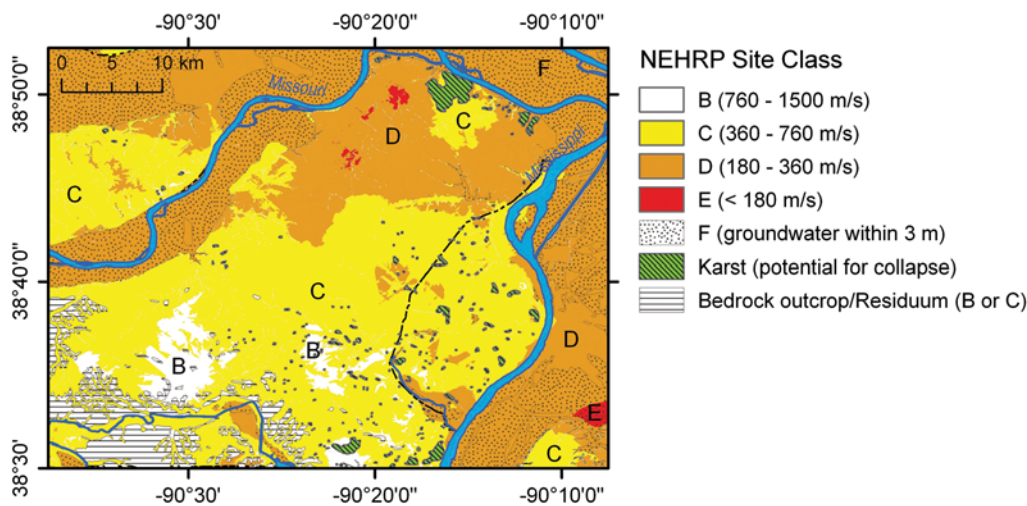 -90°30' -90°20'0" -90°10'0"
0 5 10 km
Missouri
F
38°50'0"
D
C
Mississippi
C
38°40'0"
C
D
B
B
E
C
38°30'
-90°30' -90°20'0" -90°10'0"
NEHRP Site Class
B (760 - 1500 m/s)
C (360 - 760 m/s)
D (180 - 360 m/s)
E (< 180 m/s)
F (groundwater within 3 m)
Karst (potential for collapse)
Bedrock outcrop/Residuum (B or C)